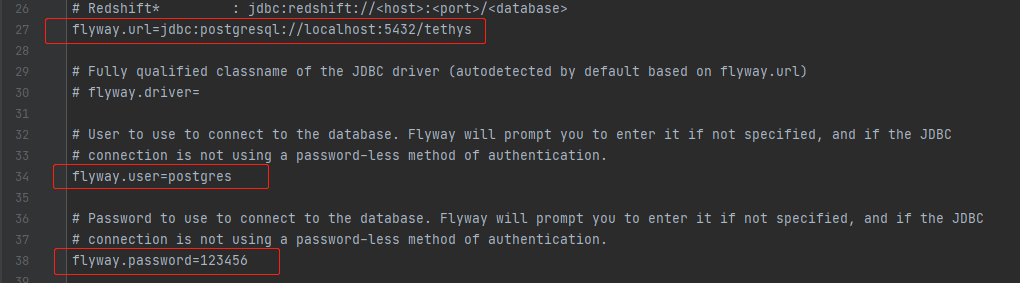 26 # Redshift* : jdbc:redshift://<host>:<port>/<database>
27 flyway.url=jdbc:postgresql://localhost:5432/tethys
28
29 # Fully qualified classname of the JDBC driver (autodetected by default based on flyway.url)
30 # flyway.driver=
31
32 # User to use to connect to the database. Flyway will prompt you to enter it if not specified, and if the JDBC
33 # connection is not using a password-less method of authentication.
34 flyway.user=postgres
35
36 # Password to use to connect to the database. Flyway will prompt you to enter it if not specified, and if the JDBC
37 # connection is not using a password-less method of authentication.
38 flyway.password=123456
39